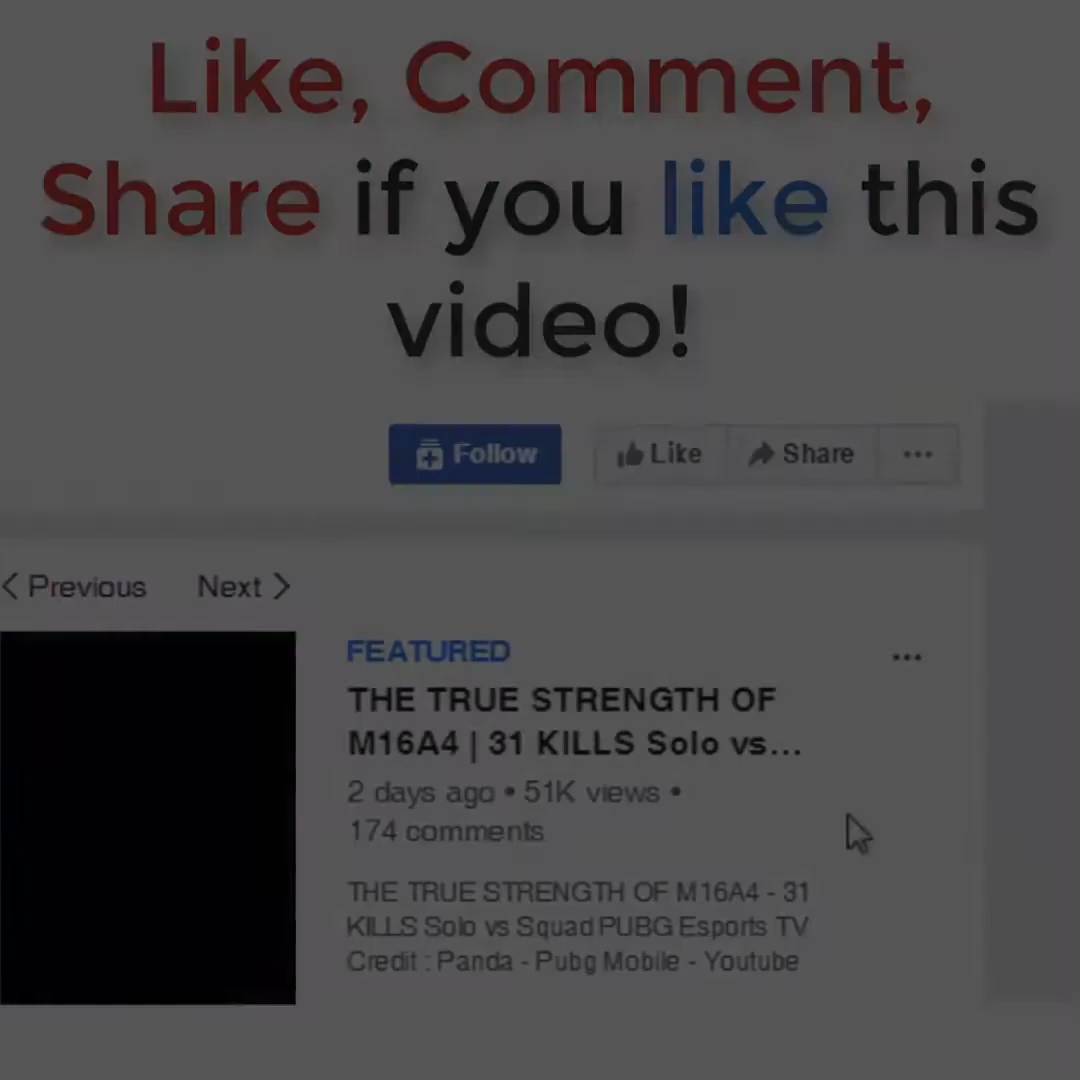 Like, Comment,
Share if you like this
video!
Follow
Like
Share
Previous
Next
FEATURED
THE TRUE STRENGTH OF
M16A4 | 31 KILLS Solo vs...
2 days ago • 51K views •
174 comments
THE TRUE STRENGTH OF M16A4 - 31
KILLS Solo vs Squad PUBG Esports TV
Credit : Panda - Pubg Mobile - Youtube